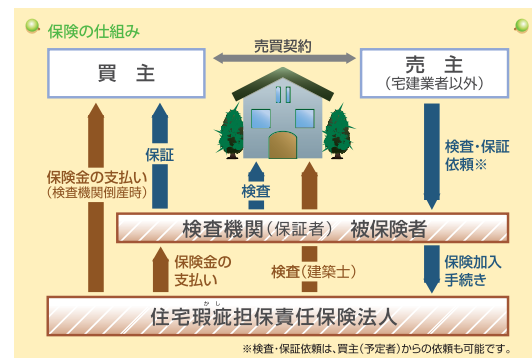 保険の仕組み
売買契約
買 主
売 主
(宅建業者以外)
保証
検査
検査・保証
依頼※
保険金の支払い
(検査機関倒産時)
検査機関(保証者) 被保険者
保険金の
支払い
検査(建築士)
保険加入
手続き
かし
住宅瑕疵担保責任保険法人
※検査・保証依頼は、買主(予定者)からの依頼も可能です。